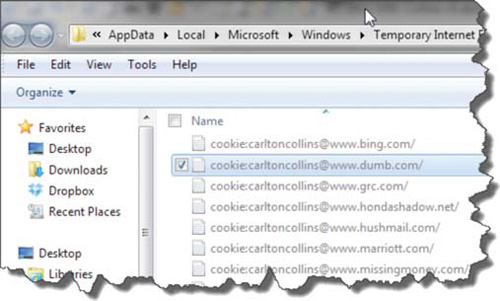 « AppData ▸ Local ▸ Microsoft ▸ Windows ▸ Temporary Internet
File Edit View Tools Help
Organize
Name
Favorites
Desktop
Downloads
Dropbox
Recent Places
Desktop
Libraries
cookie:carltoncollins@www.bing.com/
cookie:carltoncollins@www.dumb.com/
cookie:carltoncollins@www.grc.com/
cookie:carltoncollins@www.hondashadow.net/
cookie:carltoncollins@www.hushmail.com/
cookie:carltoncollins@www.marriott.com/
cookie:carltoncollins@www.missingmoney.com/